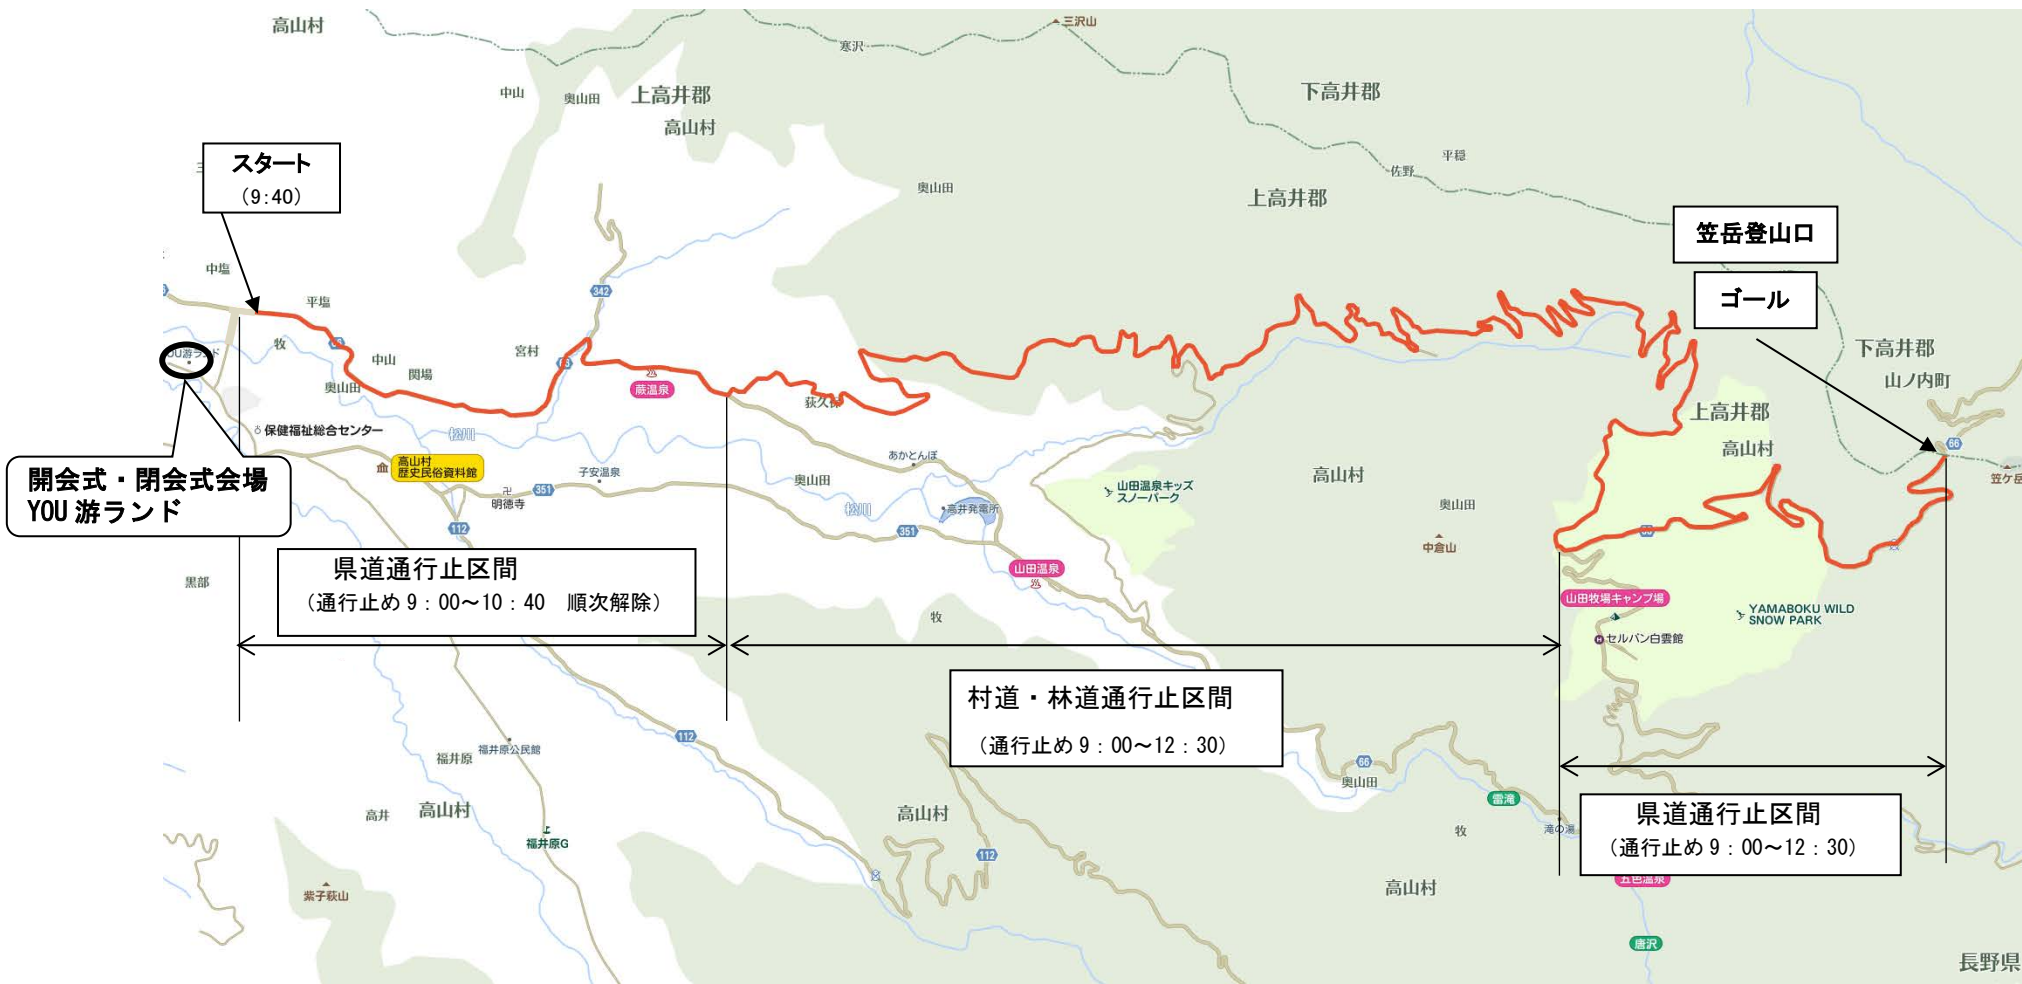 高山村
三沢山
寒沢
中山
奥山田
上高井郡
高山村
下高井郡
スタート
(9:40)
平穏
佐野
奥山田
上高井郡
笠岳登山口
ゴール
中塩
平塩
342
牧
中山
関場
宮村
奥山田
蕨温泉
荻久保
下高井郡
山ノ内町
上高井郡
高山村
66
笠ケ岳
保健福祉総合センター
松川
高山村
歴史民俗資料館
子安温泉
あかとんぼ
奥山田
開会式・閉会式会場
YOU 游ランド
明徳寺
351
112
松川
高井発電所
351
山田温泉キッズ
スノーパーク
高山村
奥山田
中倉山
山田温泉
県道通行止区間
(通行止め 9:00~10:40 順次解除)
黒部
牧
山田牧場キャンプ場
セルバン白雲館
YAMABOKU WILD
SNOW PARK
村道・林道通行止区間
(通行止め 9:00~12:30)
112
福井原
福井原公民館
66
奥山田
雷滝
滝の湯
牧
県道通行止区間
(通行止め 9:00~12:30)
高井
高山村
福井原G
高山村
112
紫子萩山
高山村
五色温泉
唐沢
長野県